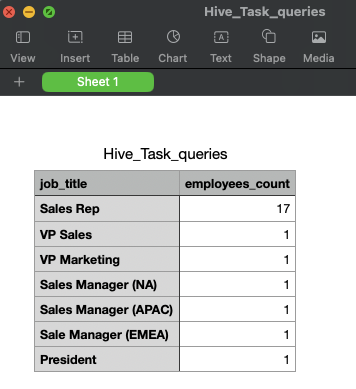 Hive_Task_queries
View Insert Table Chart Text Shape Media
+ Sheet 1
Hive_Task_queries
job_title employees_count
Sales Rep 17
VP Sales 1
VP Marketing 1
Sales Manager (NA) 1
Sales Manager (APAC) 1
Sale Manager (EMEA) 1
President 1